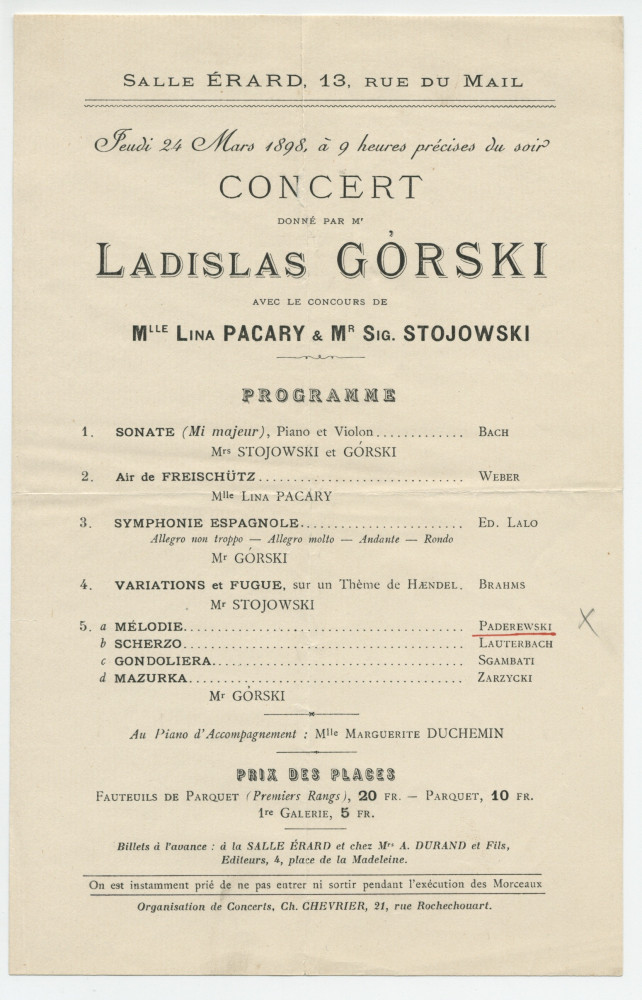 SALLE ÉRARD, 13, RUE DU MAIL
Jeudi 24 Mars 1898, à 9 heures précises du soir
CONCERT
DONNÉ PAR Mr
LADISLAS GÓRSKI
AVEC LE CONCOURS DE
MLLE LINA PACARY & MR SIG. STOJOWSKI
PROGRAMME
1. SONATE (Mi majeur), Piano et Violon............. BACH
Mrs STOJOWSKI et GÓRSKI
2. Air de FREISCHÜTZ............................. WEBER
Mlle LINA PACARY
3. SYMPHONIE ESPAGNOLE........................ ED. LALO
Allegro non troppo — Allegro molto — Andante — Rondo
Mr GÓRSKI
4. VARIATIONS et FUGUE, sur un Thème de HÆNDEL. BRAHMS
Mr STOJOWSKI
5. a MÉLODIE......................................... PADEREWSKI X
b SCHERZO......................................... LAUTERBACH
c GONDOLIERA..................................... SGAMBATI
d MAZURKA........................................ ZARZYCKI
Mr GÓRSKI
Au Piano d'Accompagnement : Mlle MARGUERITE DUCHEMIN
PRIX DES PLACES
FAUTEUILS DE PARQUET (Premiers Rangs), 20 FR. — PARQUET, 10 FR.
1re GALERIE, 5 FR.
Billets à l'avance : à la SALLE ÉRARD et chez Mrs A. DURAND et Fils,
Editeurs, 4, place de la Madeleine.
On est instamment prié de ne pas entrer ni sortir pendant l'exécution des Morceaux
Organisation de Concerts, Ch. CHEVRIER, 21, rue Rochechouart.